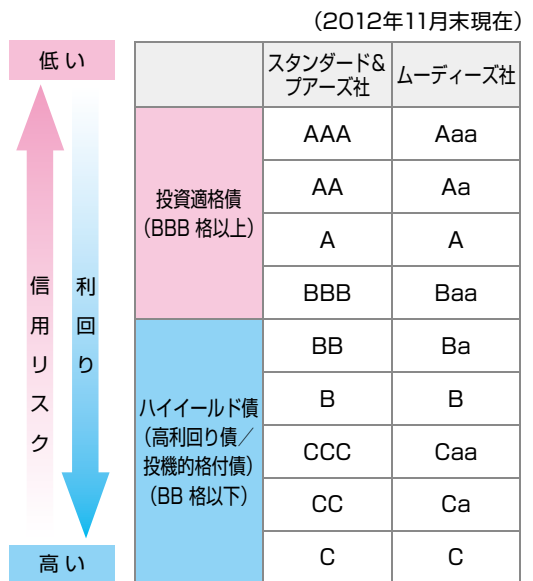 （2012年11月末現在）
低い
スタンダード&
プアーズ社
ムーディーズ社
投資適格債
（BBB 格以上）
AAA
Aaa
AA
Aa
A
A
BBB
Baa
信用リスク
利回り
ハイイールド債
（高利回り債／
投機的格付債）
（BB 格以下）
BB
Ba
B
B
CCC
Caa
CC
Ca
C
C
高い